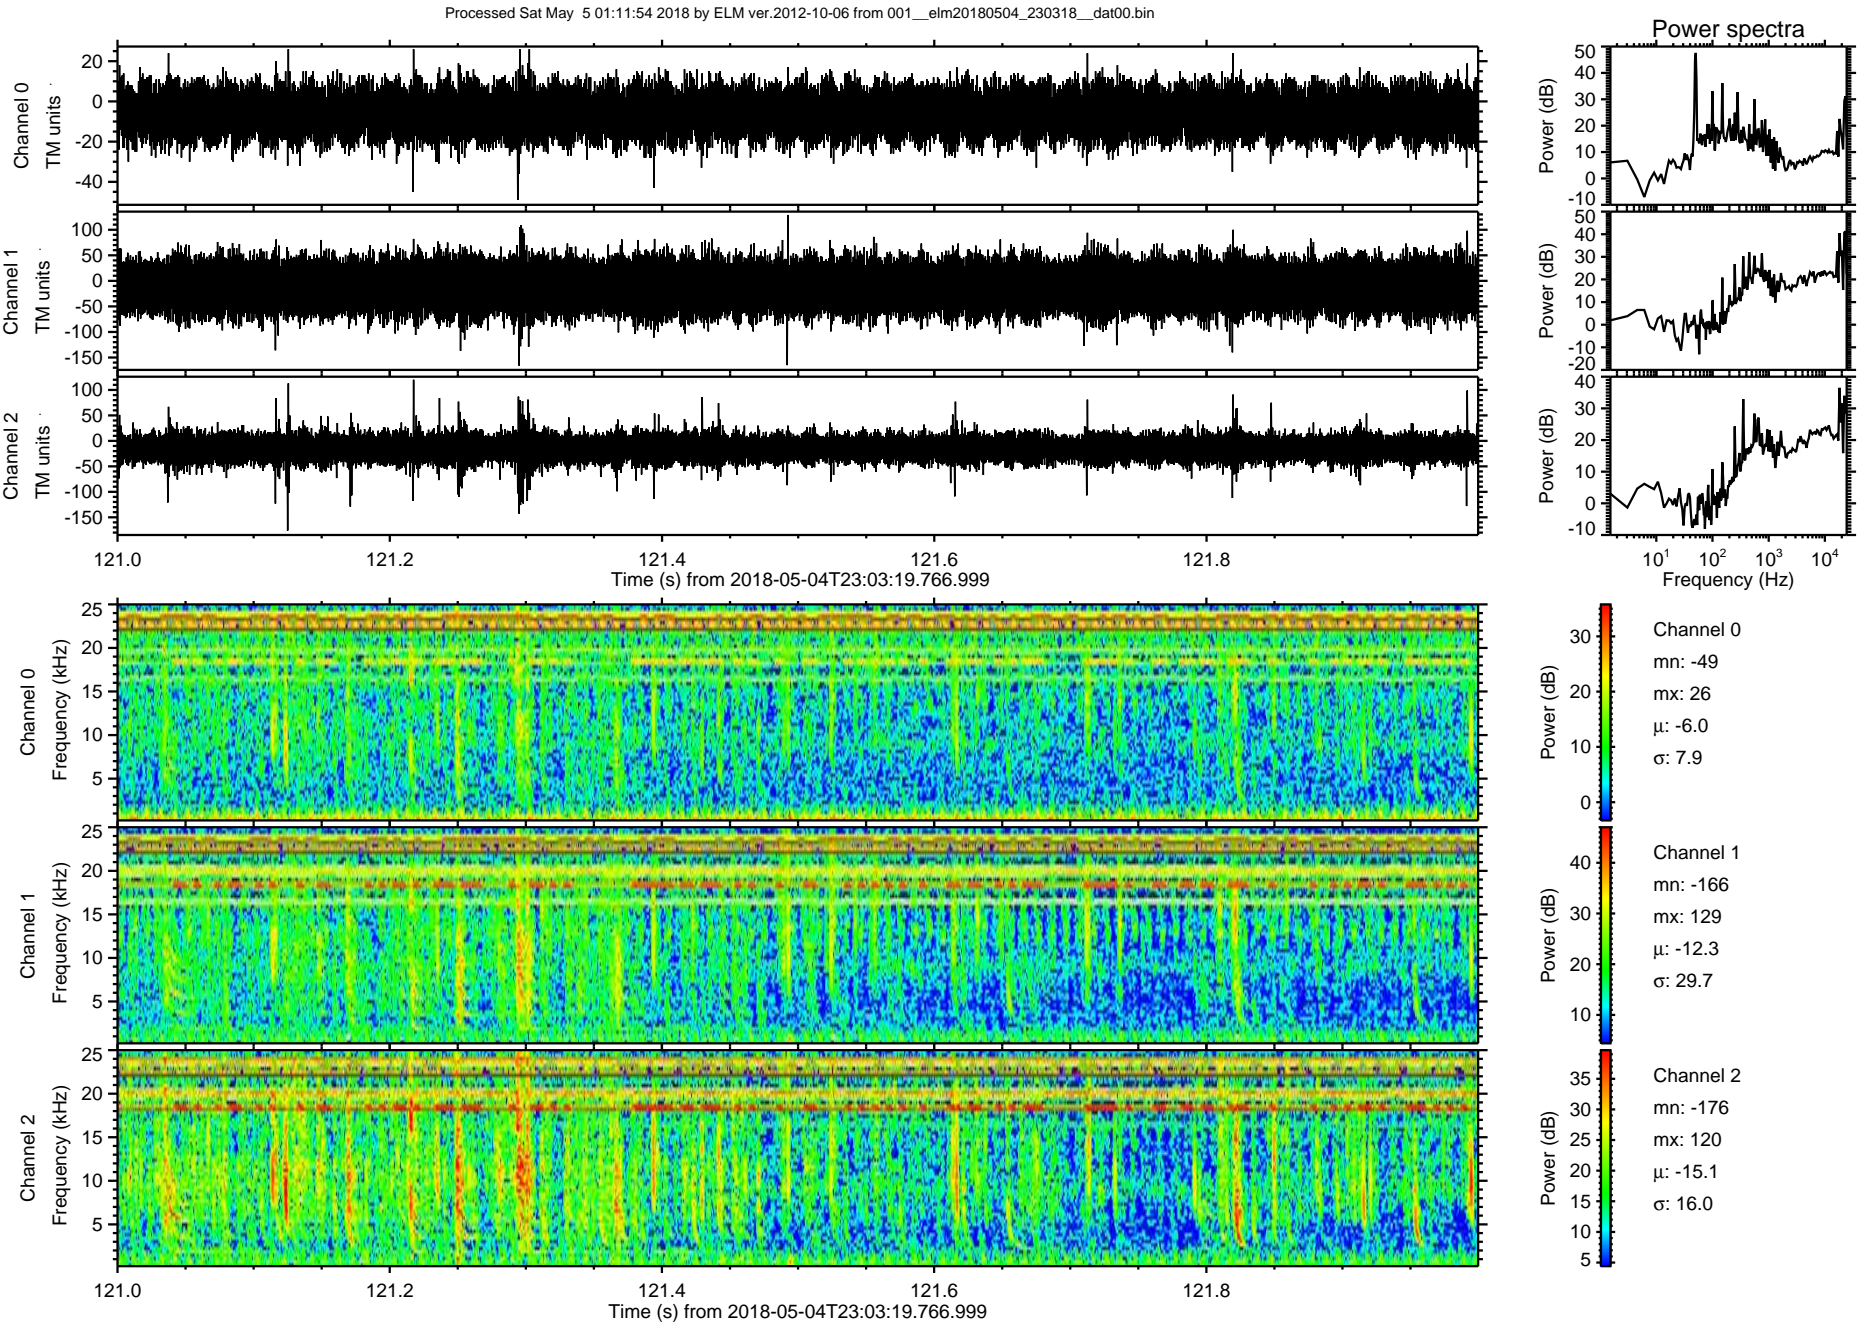 Processed Sat May  5 01:11:54 2018 by ELM ver.2012-10-06 from 001__elm20180504_230318__dat00.bin
Power spectra
Channel 0
TM units
20
0
-20
-40
Power (dB)
50
40
30
20
10
0
-10
Channel 1
TM units
100
50
0
-50
-100
-150
Power (dB)
50
40
30
20
10
0
-10
-20
Channel 2
TM units
100
50
0
-50
-100
-150
Power (dB)
40
30
20
10
0
-10
121.0 121.2 121.4 121.6 121.8
Time (s) from 2018-05-04T23:03:19.766.999
10^1 10^2 10^3 10^4
Frequency (Hz)
Channel 0
Frequency (kHz)
25
20
15
10
5
Power (dB)
30
20
10
0
Channel 0
mn: -49
mx: 26
μ: -6.0
σ: 7.9
Channel 1
Frequency (kHz)
25
20
15
10
5
Power (dB)
40
30
20
10
Channel 1
mn: -166
mx: 129
μ: -12.3
σ: 29.7
Channel 2
Frequency (kHz)
25
20
15
10
5
Power (dB)
35
30
25
20
15
10
5
Channel 2
mn: -176
mx: 120
μ: -15.1
σ: 16.0
121.0 121.2 121.4 121.6 121.8
Time (s) from 2018-05-04T23:03:19.766.999